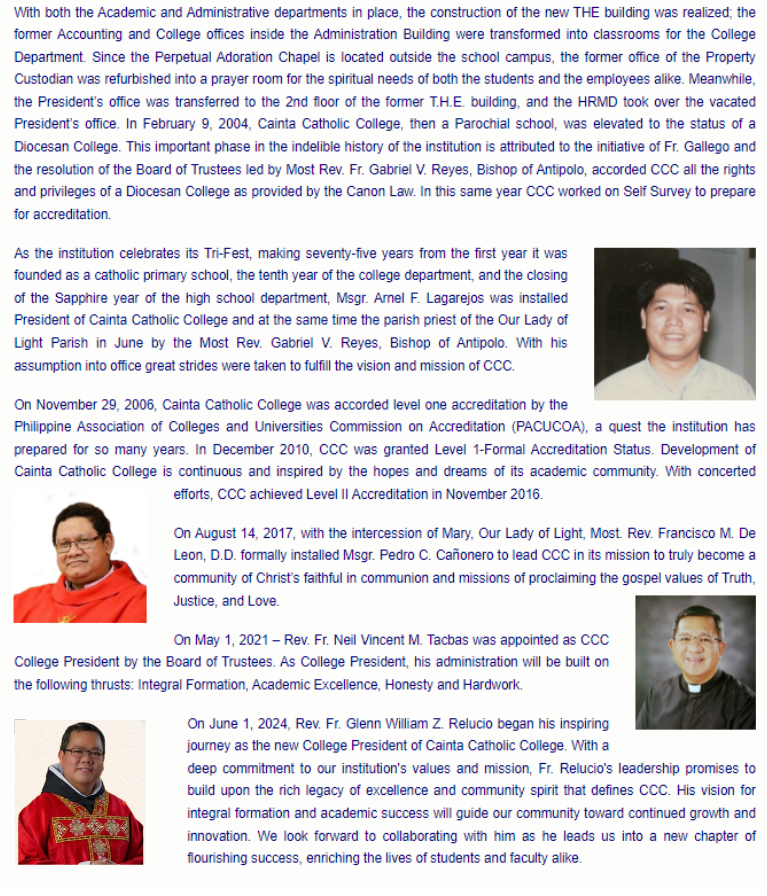 With both the Academic and Administrative departments in place, the construction of the new THE building was realized; the
former Accounting and College offices inside the Administration Building were transformed into classrooms for the College
Department. Since the Perpetual Adoration Chapel is located outside the school campus, the former office of the Property
Custodian was refurbished into a prayer room for the spiritual needs of both the students and the employees alike. Meanwhile,
the President's office was transferred to the 2nd floor of the former T.H.E. building, and the HRMD took over the vacated
President's office. In February 9, 2004, Cainta Catholic College, then a Parochial school, was elevated to the status of a
Diocesan College. This important phase in the indelible history of the institution is attributed to the initiative of Fr. Gallego and
the resolution of the Board of Trustees led by Most Rev. Fr. Gabriel V. Reyes, Bishop of Antipolo, accorded CCC all the rights
and privileges of a Diocesan College as provided by the Canon Law. In this same year CCC worked on Self Survey to prepare
for accreditation.
As the institution celebrates its Tri-Fest, making seventy-five years from the first year it was
founded as a catholic primary school, the tenth year of the college department, and the closing
of the Sapphire year of the high school department, Msgr. Arnel F. Lagarejos was installed
President of Cainta Catholic College and at the same time the parish priest of the Our Lady of
Light Parish in June by the Most Rev. Gabriel V. Reyes, Bishop of Antipolo. With his
assumption into office great strides were taken to fulfill the vision and mission of CCC.
On November 29, 2006, Cainta Catholic College was accorded level one accreditation by the
Philippine Association of Colleges and Universities Commission on Accreditation (PACUCOA), a quest the institution has
prepared for so many years. In December 2010, CCC was granted Level 1-Formal Accreditation Status. Development of
Cainta Catholic College is continuous and inspired by the hopes and dreams of its academic community. With concerted
efforts, CCC achieved Level II Accreditation in November 2016.
On August 14, 2017, with the intercession of Mary, Our Lady of Light, Most. Rev. Francisco M. De
Leon, D.D. formally installed Msgr. Pedro C. Cañonero to lead CCC in its mission to truly become a
community of Christ's faithful in communion and missions of proclaiming the gospel values of Truth,
Justice, and Love.
On May 1, 2021 – Rev. Fr. Neil Vincent M. Tacbas was appointed as CCC
College President by the Board of Trustees. As College President, his administration will be built on
the following thrusts: Integral Formation, Academic Excellence, Honesty and Hardwork.
On June 1, 2024, Rev. Fr. Glenn William Z. Relucio began his inspiring
journey as the new College President of Cainta Catholic College. With a
deep commitment to our institution's values and mission, Fr. Relucio's leadership promises to
build upon the rich legacy of excellence and community spirit that defines CCC. His vision for
integral formation and academic success will guide our community toward continued growth and
innovation. We look forward to collaborating with him as he leads us into a new chapter of
flourishing success, enriching the lives of students and faculty alike.